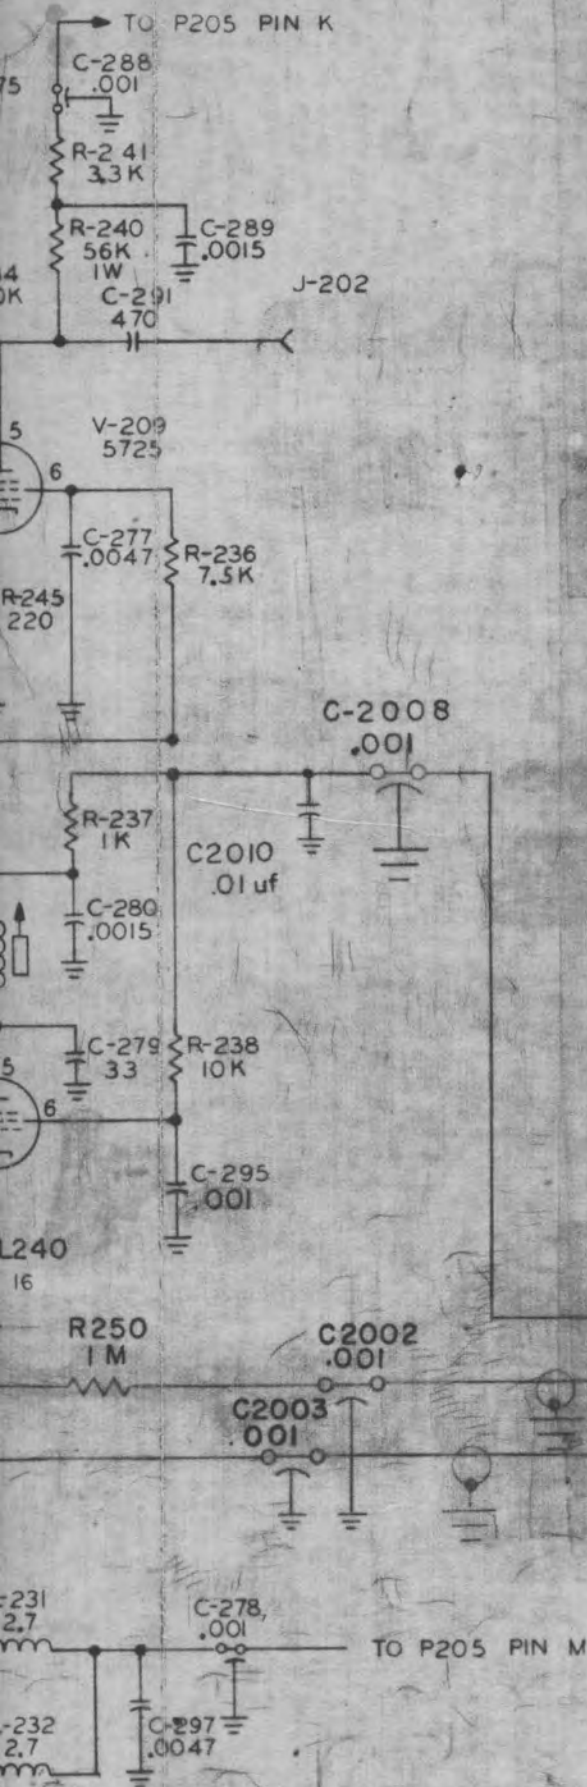 TO P205 PIN K
C-288
.001
75
R-241
3.3K
R-240
56K
1W
C-289
.0015
J-202
C-291
470
5
V-209
5725
6
C-277
.0047
R-236
7.5K
R-245
220
C-2008
.001
R-237
1K
C2010
.01 uf
C-280
.0015
5
C-279
33
R-238
10K
6
C-295
001
L240
16
R250
1 M
C2002
.001
C2003
.001
-231
2.7
C-278,
.001
TO P205 PIN M
-232
2.7
C-297
.0047